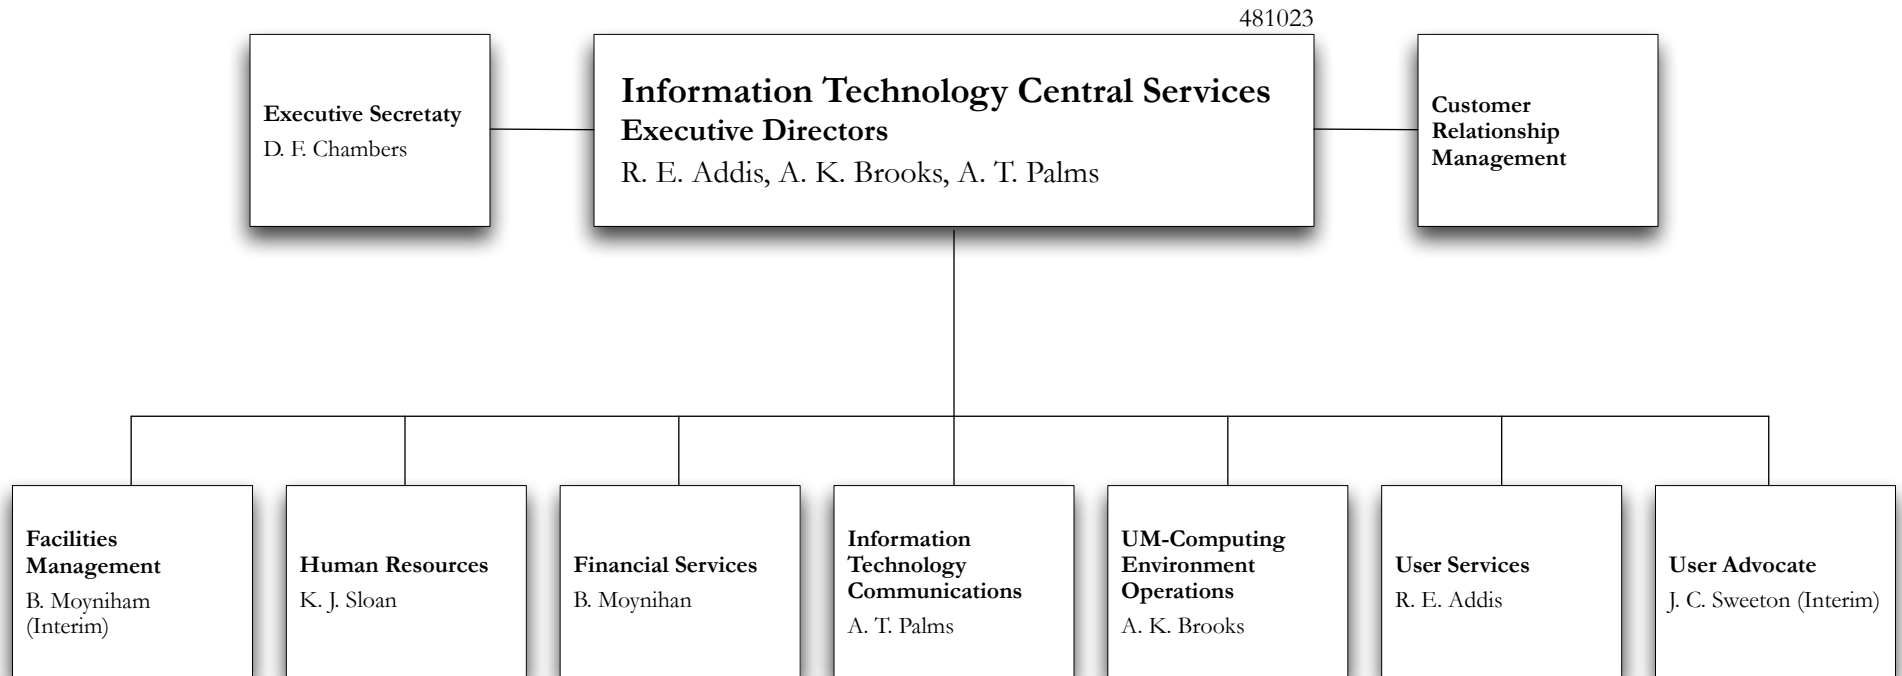 481023
Executive Secretaty
D. F. Chambers
Information Technology Central Services
Executive Directors
R. E. Addis, A. K. Brooks, A. T. Palms
Customer
Relationship
Management
Facilities
Management
B. Moyniham
(Interim)
Human Resources
K. J. Sloan
Financial Services
B. Moynihan
Information
Technology
Communications
A. T. Palms
UM-Computing
Environment
Operations
A. K. Brooks
User Services
R. E. Addis
User Advocate
J. C. Sweeton (Interim)